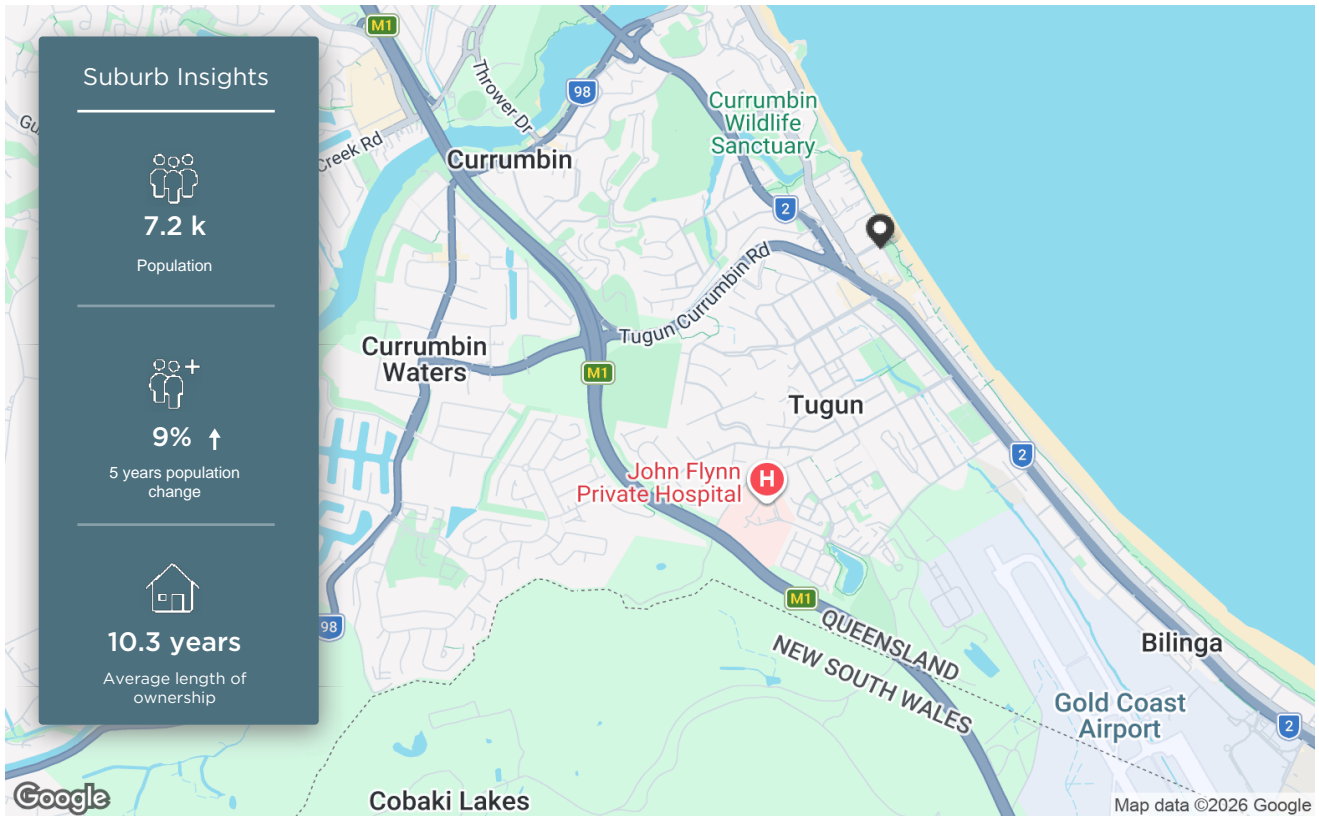 Suburb Insights
7.2 k
Population
9%
5 years population
change
10.3 years
Average length of
ownership
M1
98
Thrower Dr
Creek Rd
Currumbin
Currumbin
Wildlife
Sanctuary
2
Tugun Currumbin Rd
Currumbin
Waters
M1
Tugun
2
John Flynn
Private Hospital
H
M1
QUEENSLAND
NEW SOUTH WALES
98
Bilinga
Gold Coast
Airport
2
Cobaki Lakes
Google
Map data ©2026 Google